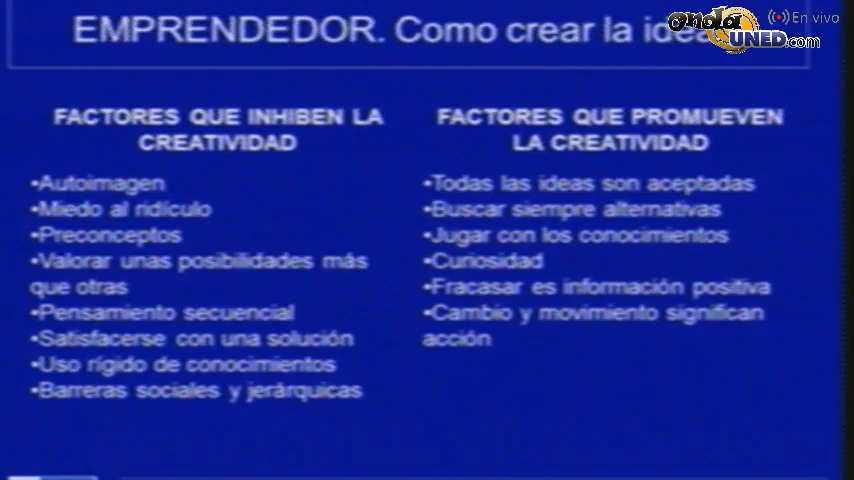 EMPRENDEDOR. Como crear la idea
onda
UNED.com
En vivo
FACTORES QUE INHIBEN LA
CREATIVIDAD
•Autoimagen
•Miedo al ridículo
•Preconceptos
•Valorar unas posibilidades más
que otras
•Pensamiento secuencial
•Satisfacerse con una solución
•Uso rígido de conocimientos
•Barreras sociales y jerárquicas
FACTORES QUE PROMUEVEN
LA CREATIVIDAD
•Todas las ideas son aceptadas
•Buscar siempre alternativas
•Jugar con los conocimientos
•Curiosidad
•Fracasar es información positiva
•Cambio y movimiento significan
acción